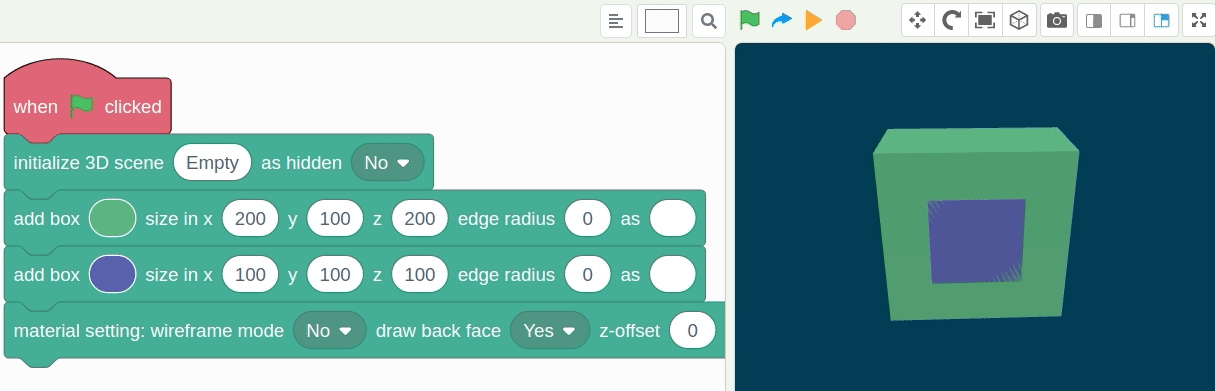 when clicked
initialize 3D scene Empty as hidden No
add box size in x 200 y 100 z 200 edge radius 0 as
add box size in x 100 y 100 z 100 edge radius 0 as
material setting: wireframe mode No draw back face Yes z-offset 0